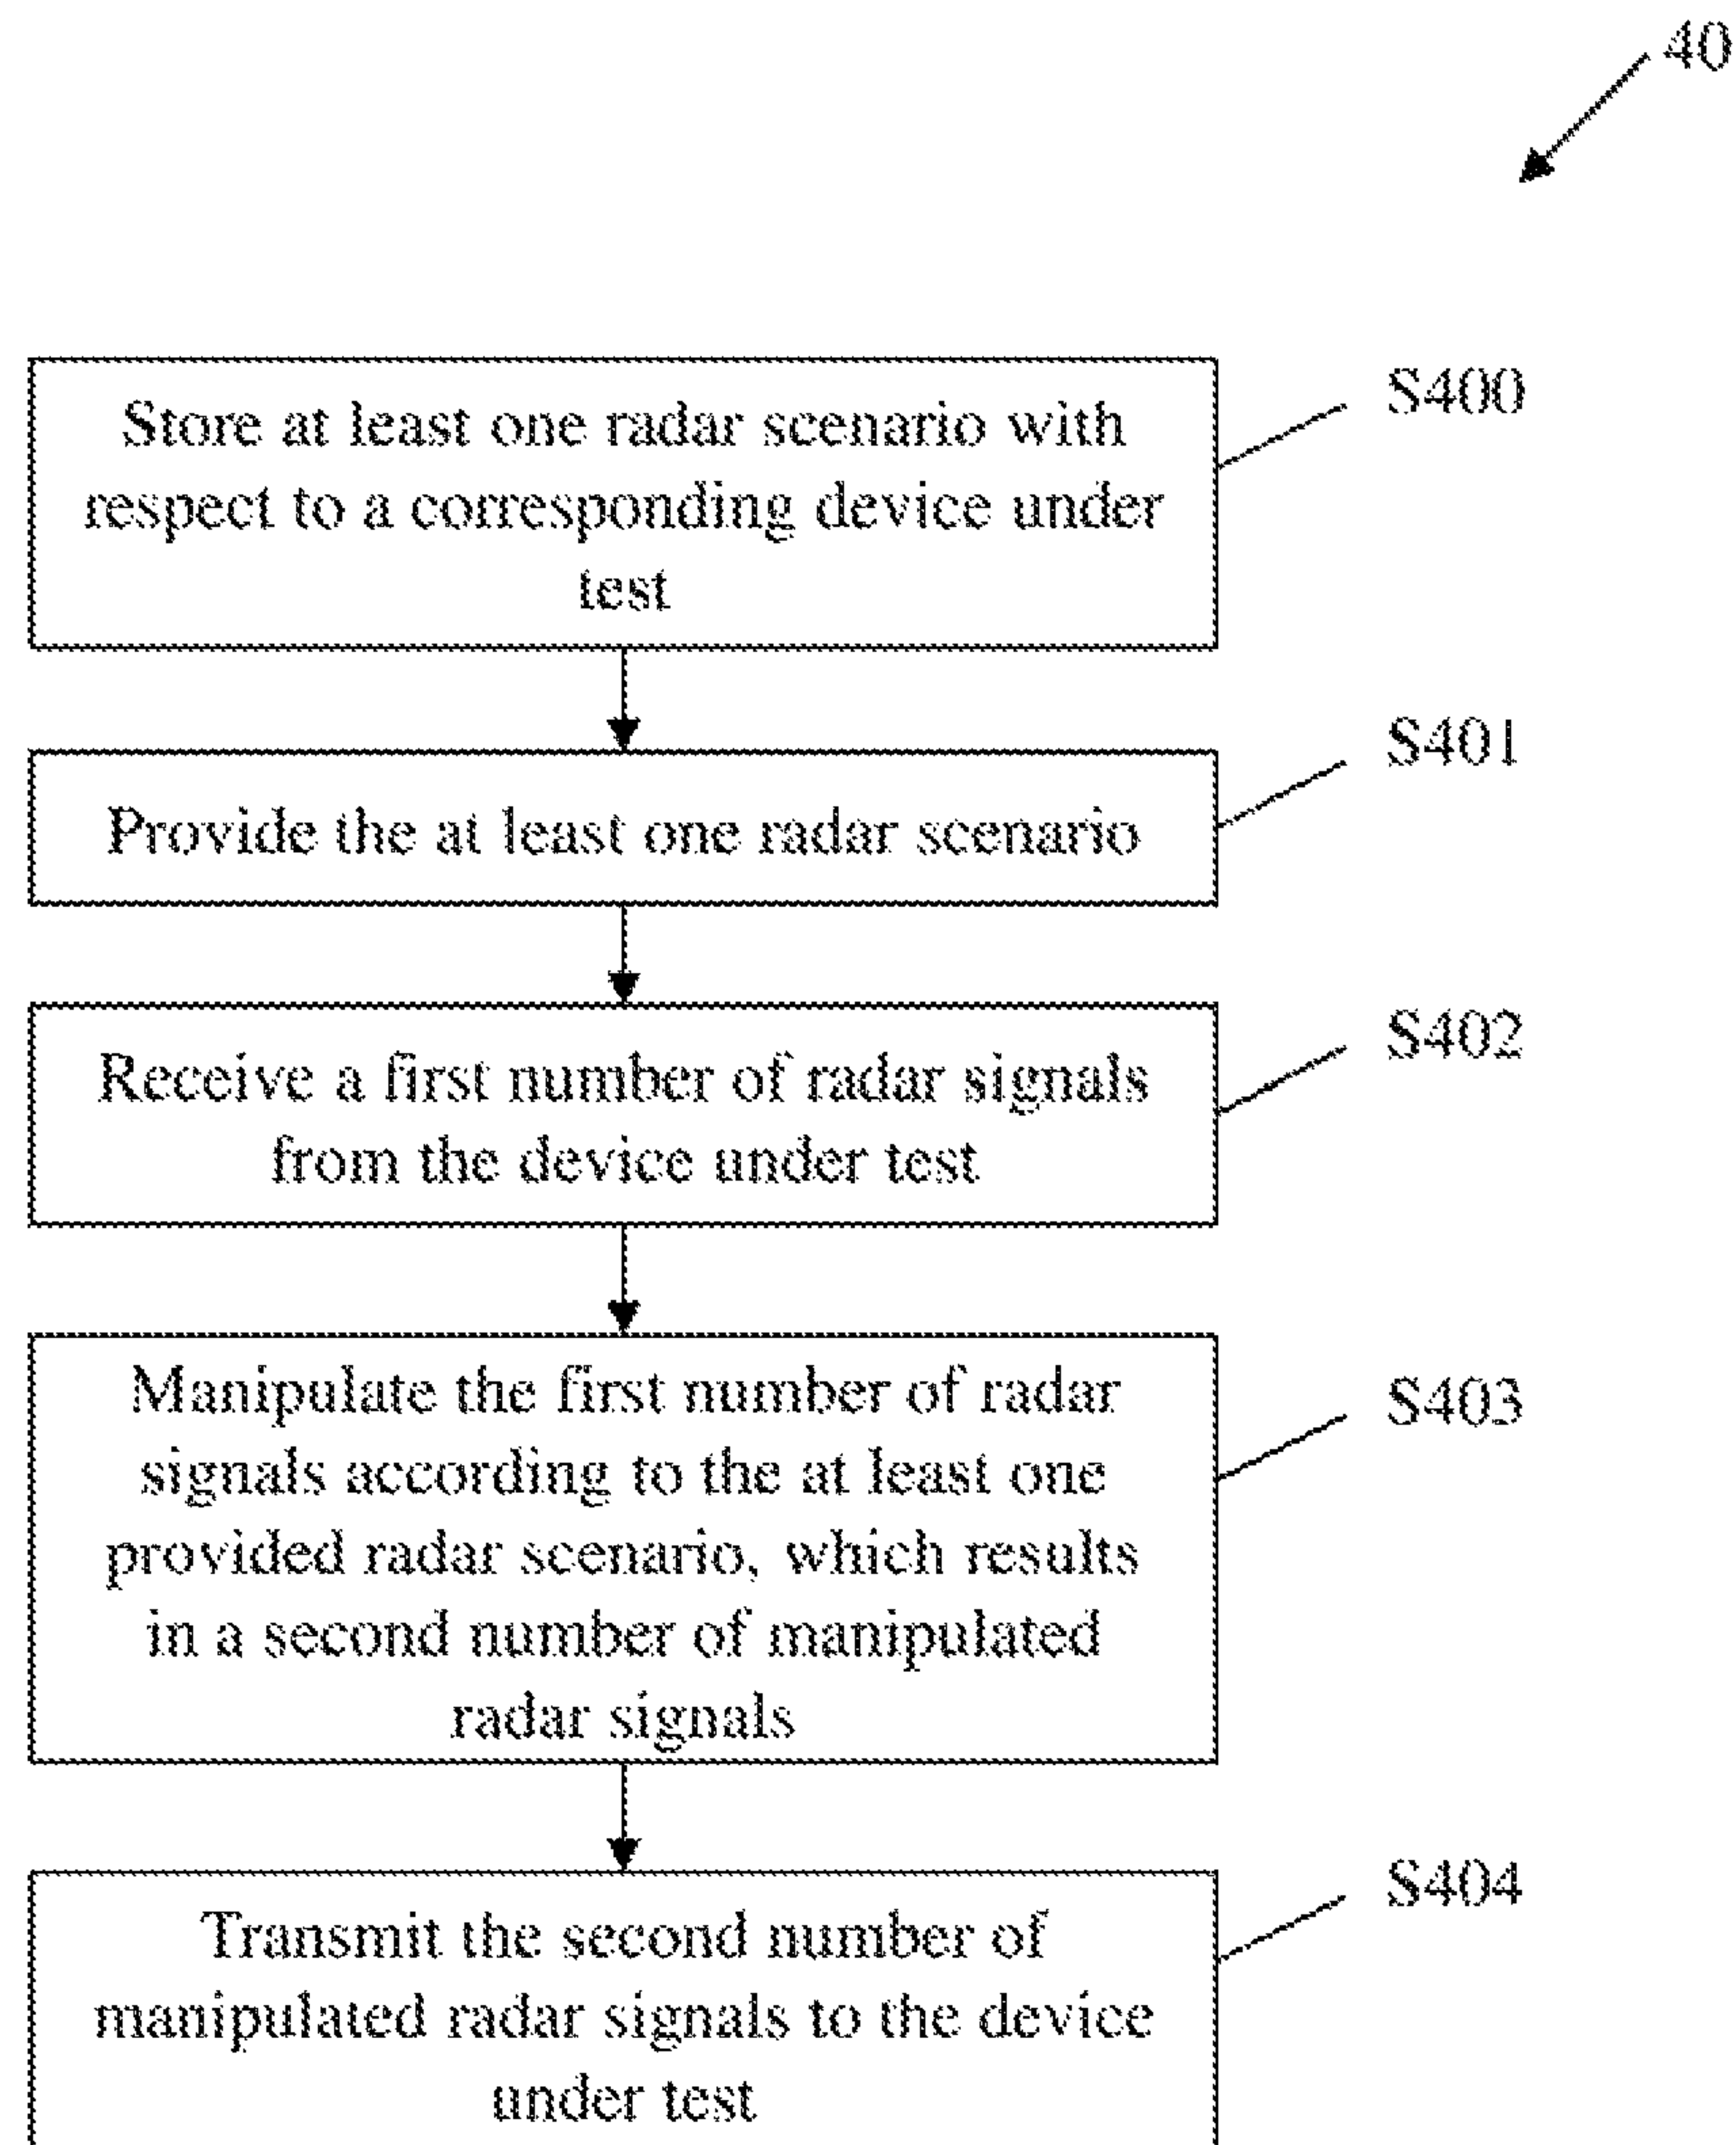 40
Store at least one radar scenario with
respect to a corresponding device under
test
S400
Provide the at least one radar scenario
S401
Receive a first number of radar signals
from the device under test
S402
Manipulate the first number of radar
signals according to the at least one
provided radar scenario, which results
in a second number of manipulated
radar signals
S403
Transmit the second number of
manipulated radar signals to the device
under test
S404